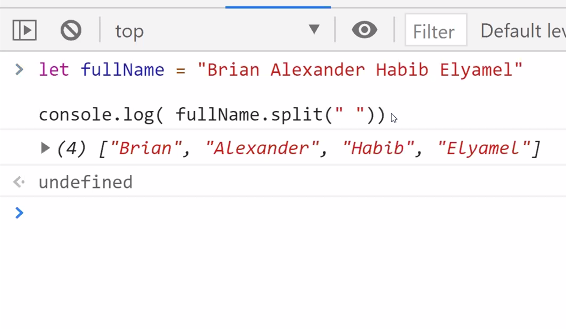 top Filter Default lev
let fullName = "Brian Alexander Habib Elyamel"
console.log( fullName.split(" "))
(4) ["Brian", "Alexander", "Habib", "Elyamel"]
undefined